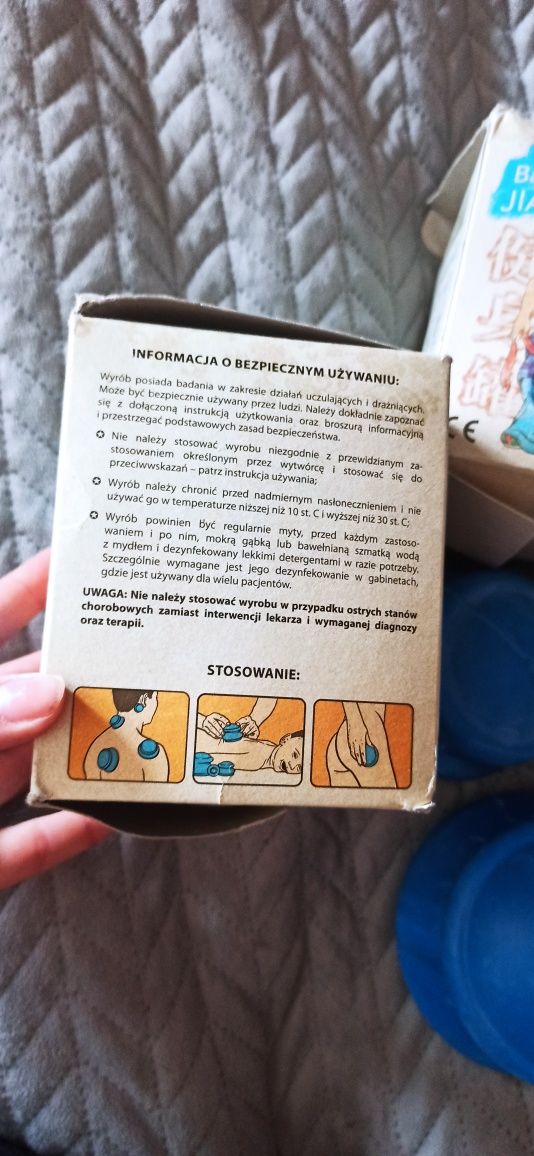 INFORMACJA O BEZPIECZNYM UŻYWANIU:
Wyrób posiada badania w zakresie działań uczulających i drażniących.
Może być bezpiecznie używany przez ludzi. Należy dokładnie zapoznać
się z dołączoną instrukcją użytkowania oraz broszurą informacyjną
i przestrzegać podstawowych zasad bezpieczeństwa.
Nie należy stosować wyrobu niezgodnie z przewidzianym za-
stosowaniem określonym przez wytwórcę i stosować się do
przeciwwskazań – patrz instrukcja używania;
Wyrób należy chronić przed nadmiernym nasłonecznieniem i nie
używać go w temperaturze niższej niż 10 st. C i wyższej niż 30 st. C;
Wyrób powinien być regularnie myty, przed każdym zastoso-
waniem i po nim, mokrą gąbką lub bawełnianą szmatką wodą
z mydłem i dezynfekowany lekkimi detergentami w razie potrzeby.
Szczególnie wymagane jest jego dezynfekowanie w gabinetach,
gdzie jest używany dla wielu pacjentów.
UWAGA: Nie należy stosować wyrobu w przypadku ostrych stanów
chorobowych zamiast interwencji lekarza i wymaganej diagnozy
oraz terapii.
STOSOWANIE:
CE